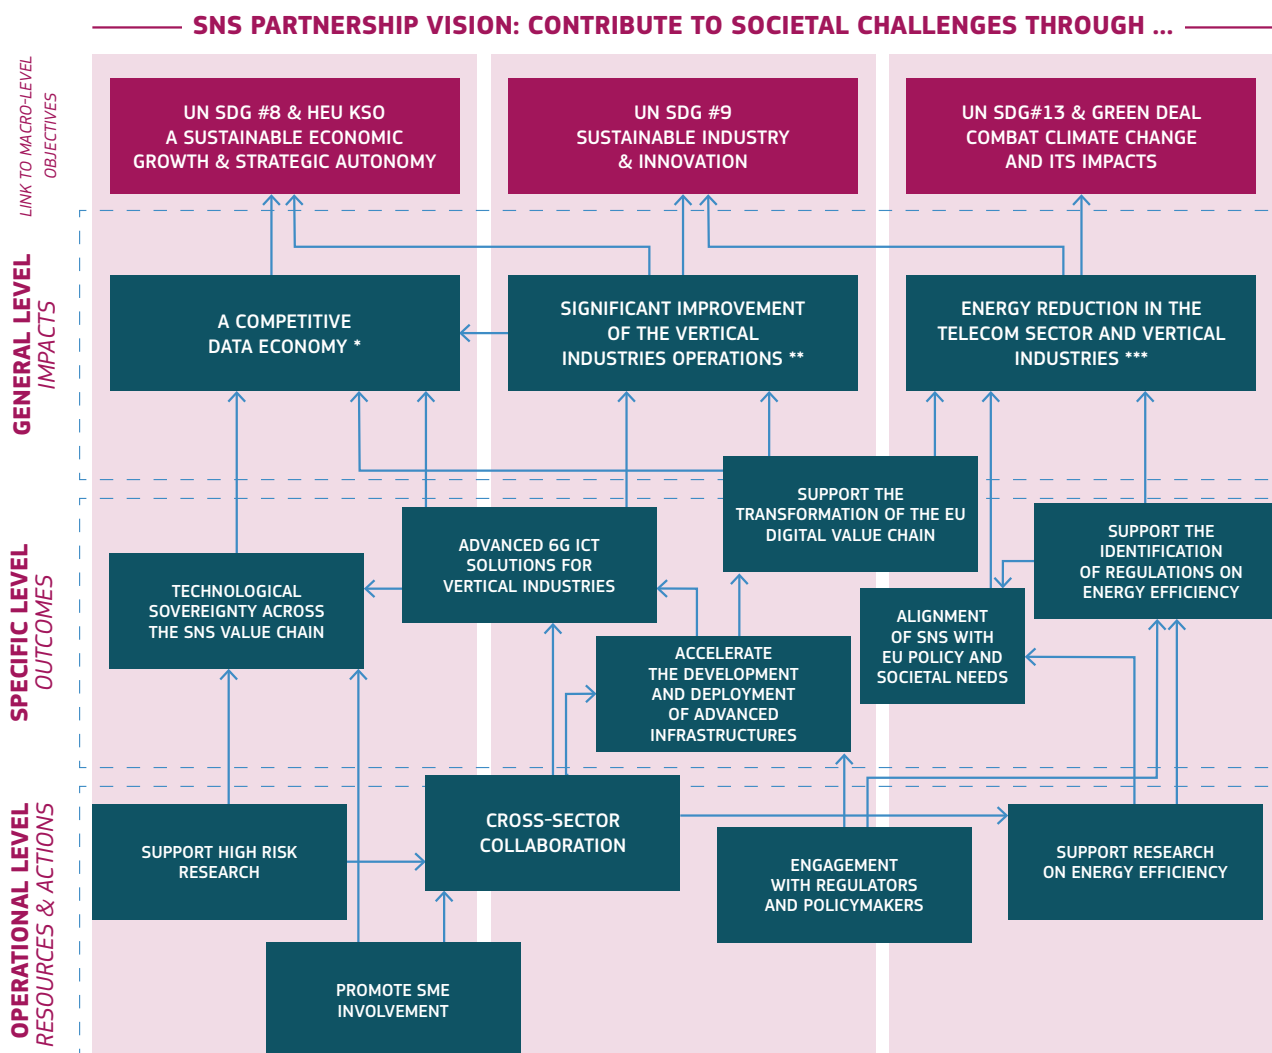 SNS PARTNERSHIP VISION: CONTRIBUTE TO SOCIETAL CHALLENGES THROUGH ...
LINK TO MACRO-LEVEL
OBJECTIVES
UN SDG #8 & HEU KSO
A SUSTAINABLE ECONOMIC
GROWTH & STRATEGIC AUTONOMY
UN SDG #9
SUSTAINABLE INDUSTRY
& INNOVATION
UN SDG#13 & GREEN DEAL
COMBAT CLIMATE CHANGE
AND ITS IMPACTS
GENERAL LEVEL
IMPACTS
A COMPETITIVE
DATA ECONOMY *
SIGNIFICANT IMPROVEMENT
OF THE VERTICAL
INDUSTRIES OPERATIONS **
ENERGY REDUCTION IN THE
TELECOM SECTOR AND VERTICAL
INDUSTRIES ***
SPECIFIC LEVEL
OUTCOMES
TECHNOLOGICAL
SOVEREIGNTY ACROSS
THE SNS VALUE CHAIN
ADVANCED 6G ICT
SOLUTIONS FOR
VERTICAL INDUSTRIES
SUPPORT THE
TRANSFORMATION OF THE EU
DIGITAL VALUE CHAIN
ACCELERATE
THE DEVELOPMENT
AND DEPLOYMENT
OF ADVANCED
INFRASTRUCTURES
ALIGNMENT
OF SNS WITH
EU POLICY AND
SOCIETAL NEEDS
SUPPORT THE
IDENTIFICATION
OF REGULATIONS ON
ENERGY EFFICIENCY
OPERATIONAL LEVEL
RESOURCES & ACTIONS
SUPPORT HIGH RISK
RESEARCH
CROSS-SECTOR
COLLABORATION
ENGAGEMENT
WITH REGULATORS
AND POLICYMAKERS
SUPPORT RESEARCH
ON ENERGY EFFICIENCY
PROMOTE SME
INVOLVEMENT